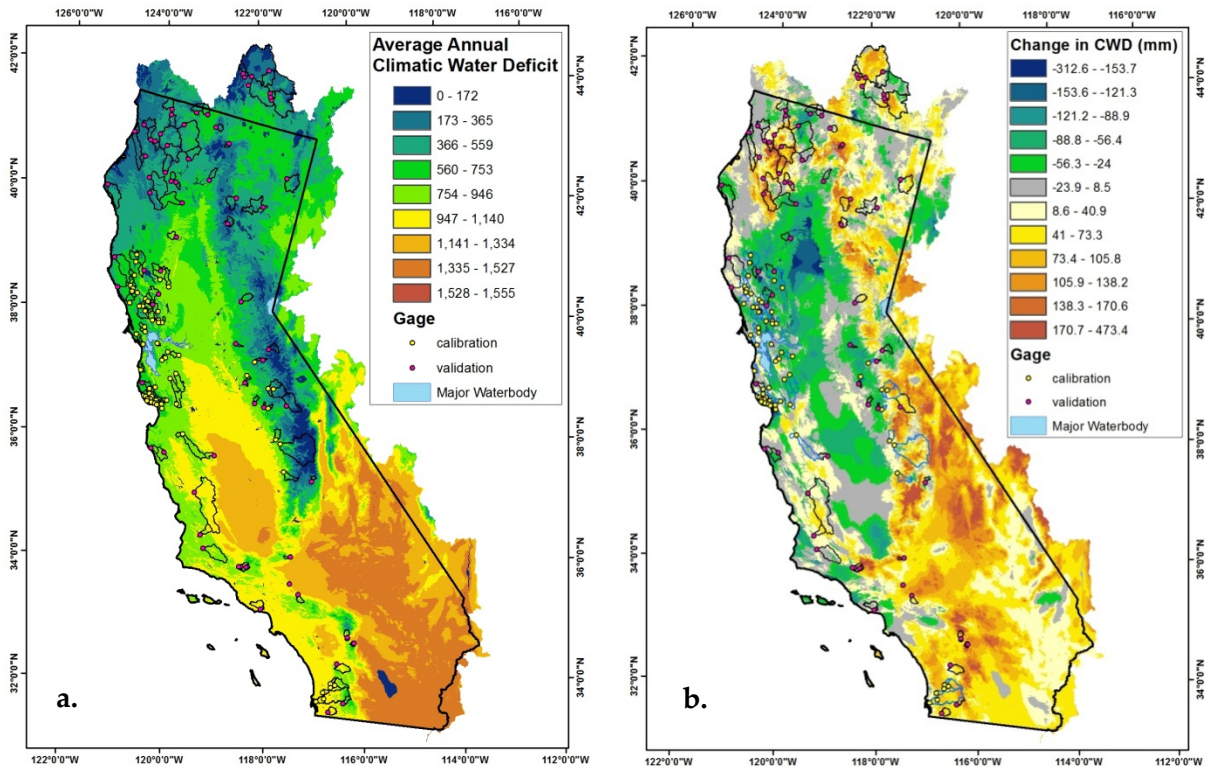 126°0'0"W 124°0'0"W 122°0'0"W 120°0'0"W 118°0'0"W 116°0'0"W
42°0'0"N
40°0'0"N
38°0'0"N
36°0'0"N
34°0'0"N
32°0'0"N
Average Annual
Climatic Water Deficit
0 - 172
173 - 365
366 - 559
560 - 753
754 - 946
947 - 1,140
1,141 - 1,334
1,335 - 1,527
1,528 - 1,555
Gage
calibration
validation
Major Waterbody
44°0'0"N
42°0'0"N
40°0'0"N
38°0'0"N
36°0'0"N
34°0'0"N
a.
122°0'0"W 120°0'0"W 118°0'0"W 116°0'0"W 114°0'0"W 112°0'0"W
126°0'0"W 124°0'0"W 122°0'0"W 120°0'0"W 118°0'0"W 116°0'0"W
42°0'0"N
40°0'0"N
38°0'0"N
36°0'0"N
34°0'0"N
32°0'0"N
Change in CWD (mm)
-312.6 - -153.7
-153.6 - -121.3
-121.2 - -88.9
-88.8 - -56.4
-56.3 - -24
-23.9 - 8.5
8.6 - 40.9
41 - 73.3
73.4 - 105.8
105.9 - 138.2
138.3 - 170.6
170.7 - 473.4
Gage
calibration
validation
Major Waterbody
44°0'0"N
42°0'0"N
40°0'0"N
38°0'0"N
36°0'0"N
34°0'0"N
b.
122°0'0"W 120°0'0"W 118°0'0"W 116°0'0"W 114°0'0"W 112°0'0"W